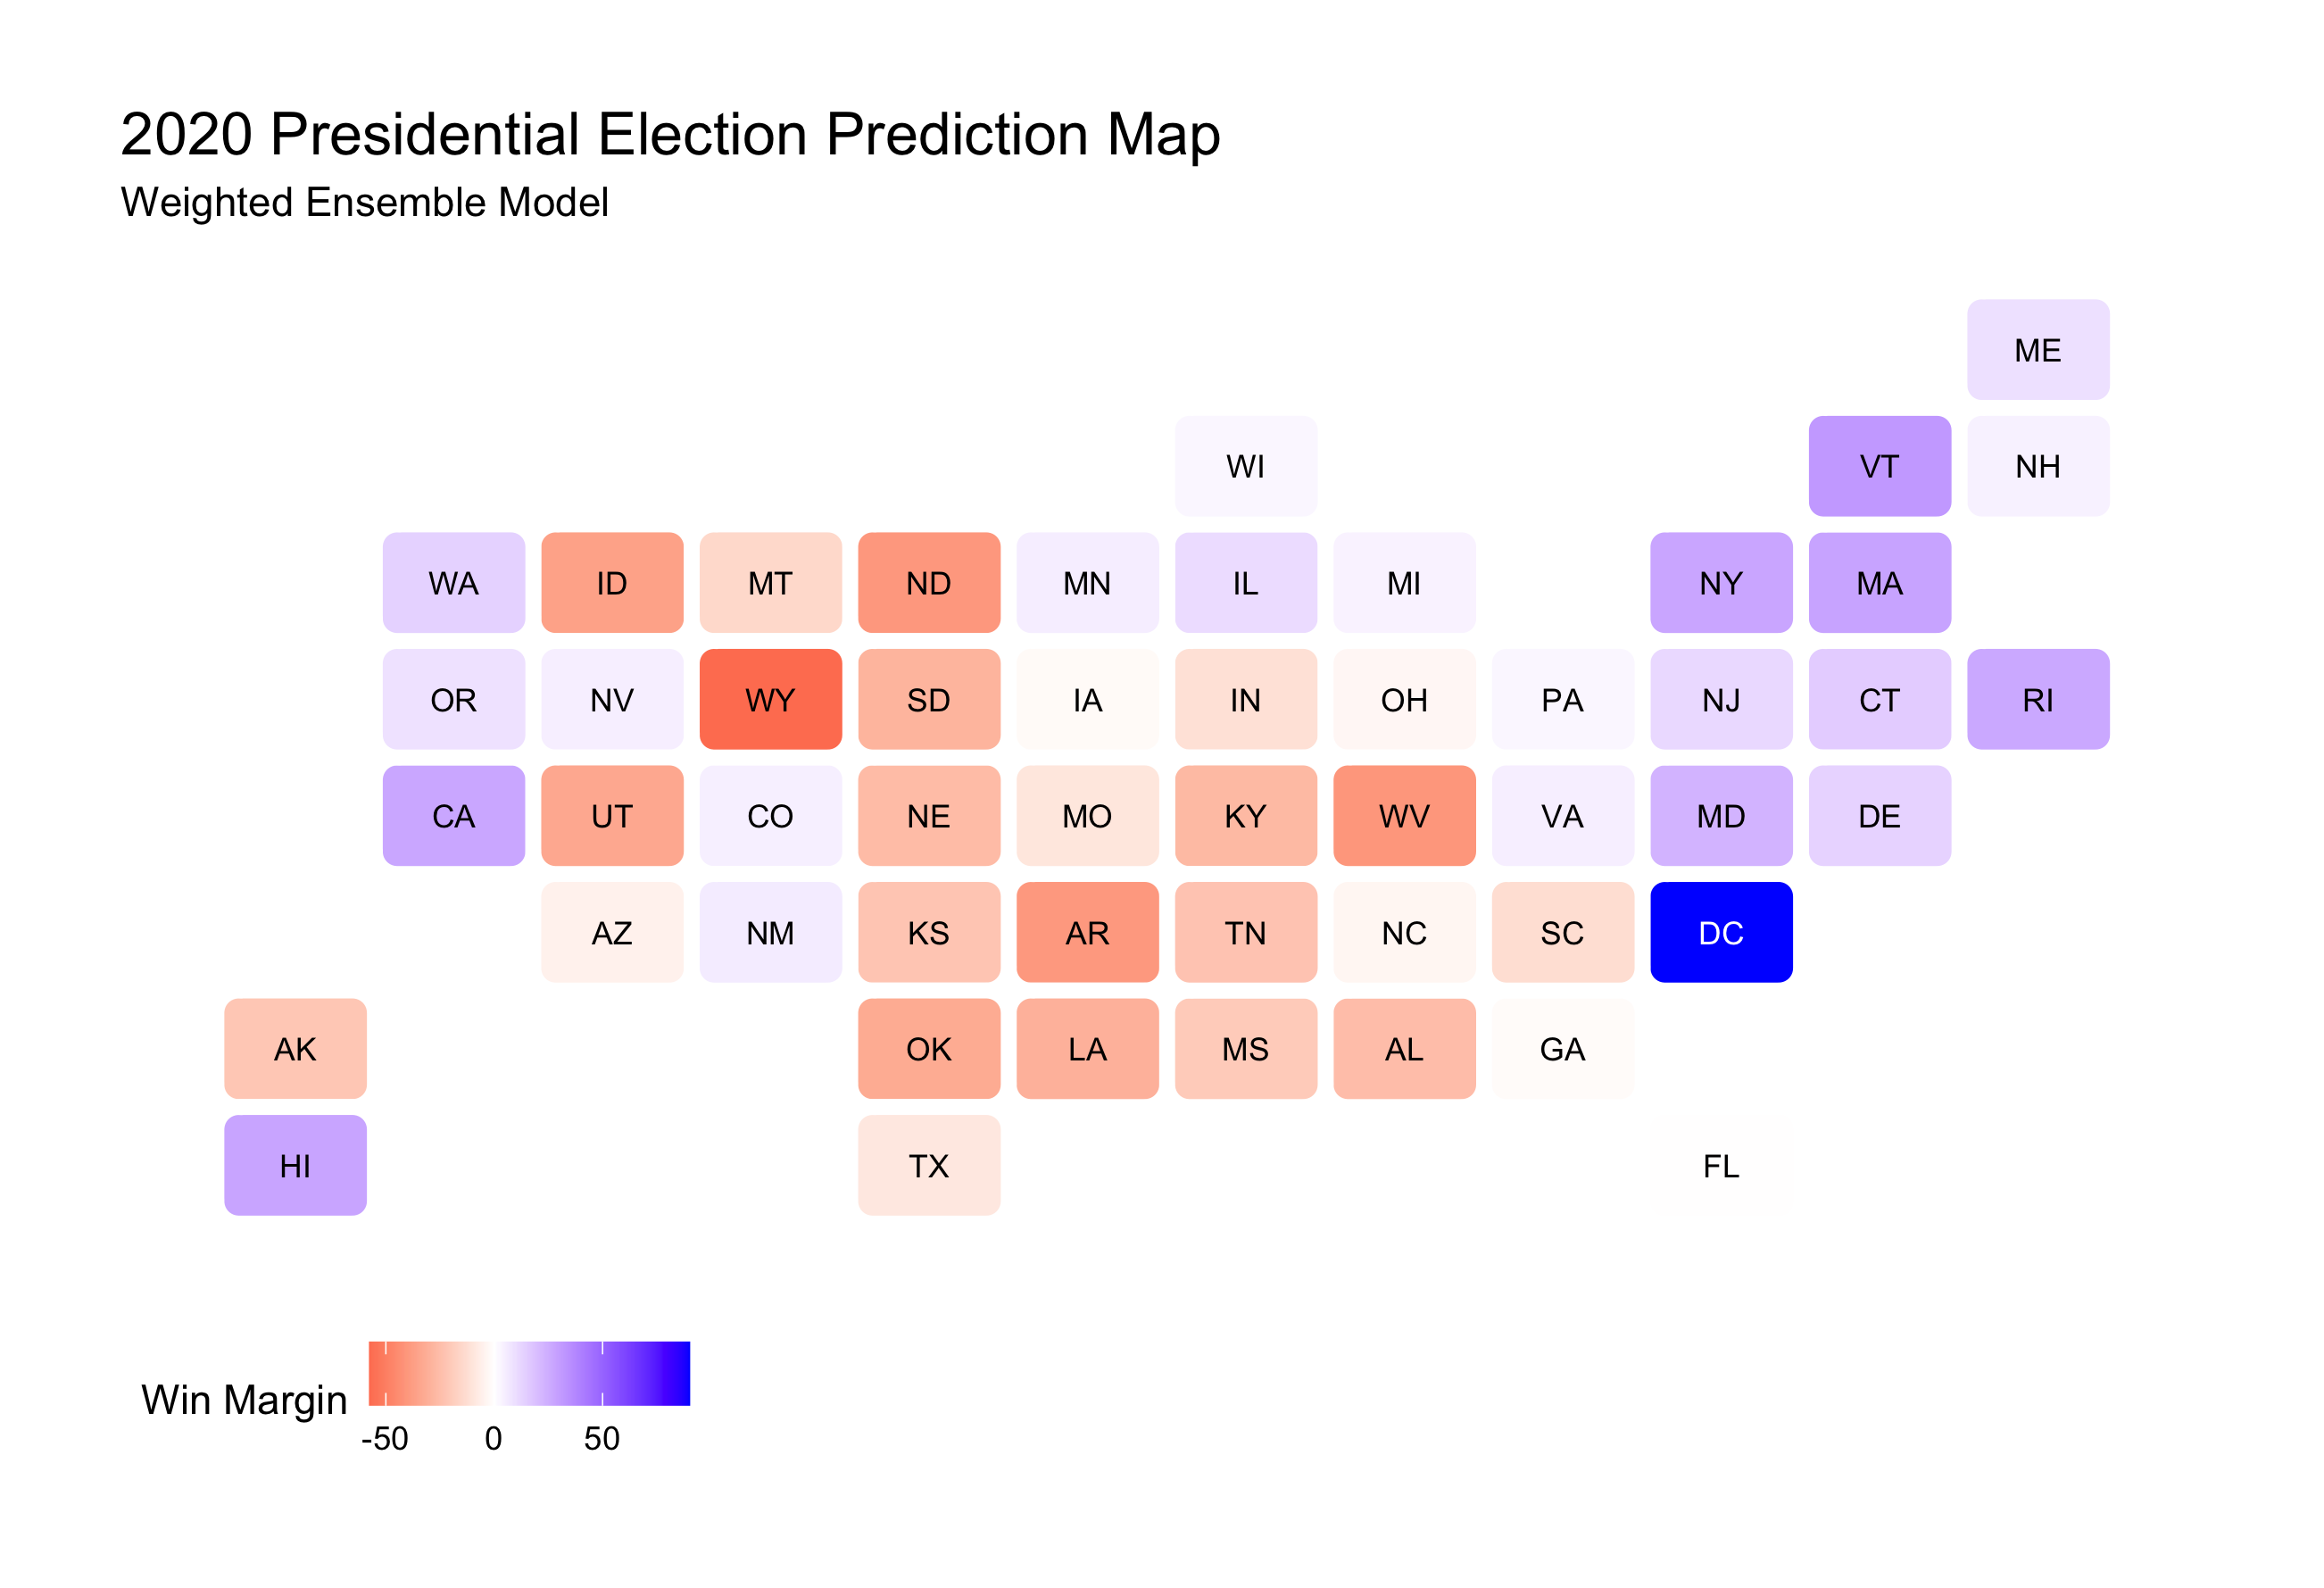 2020 Presidential Election Prediction Map
Weighted Ensemble Model
ME
WI VT NH
WA ID MT ND MN IL MI NY MA
OR NV WY SD IA IN OH PA NJ CT RI
CA UT CO NE MO KY WV VA MD DE
AZ NM KS AR TN NC SC DC
AK OK LA MS AL GA
HI TX FL
Win Margin
-50 0 50